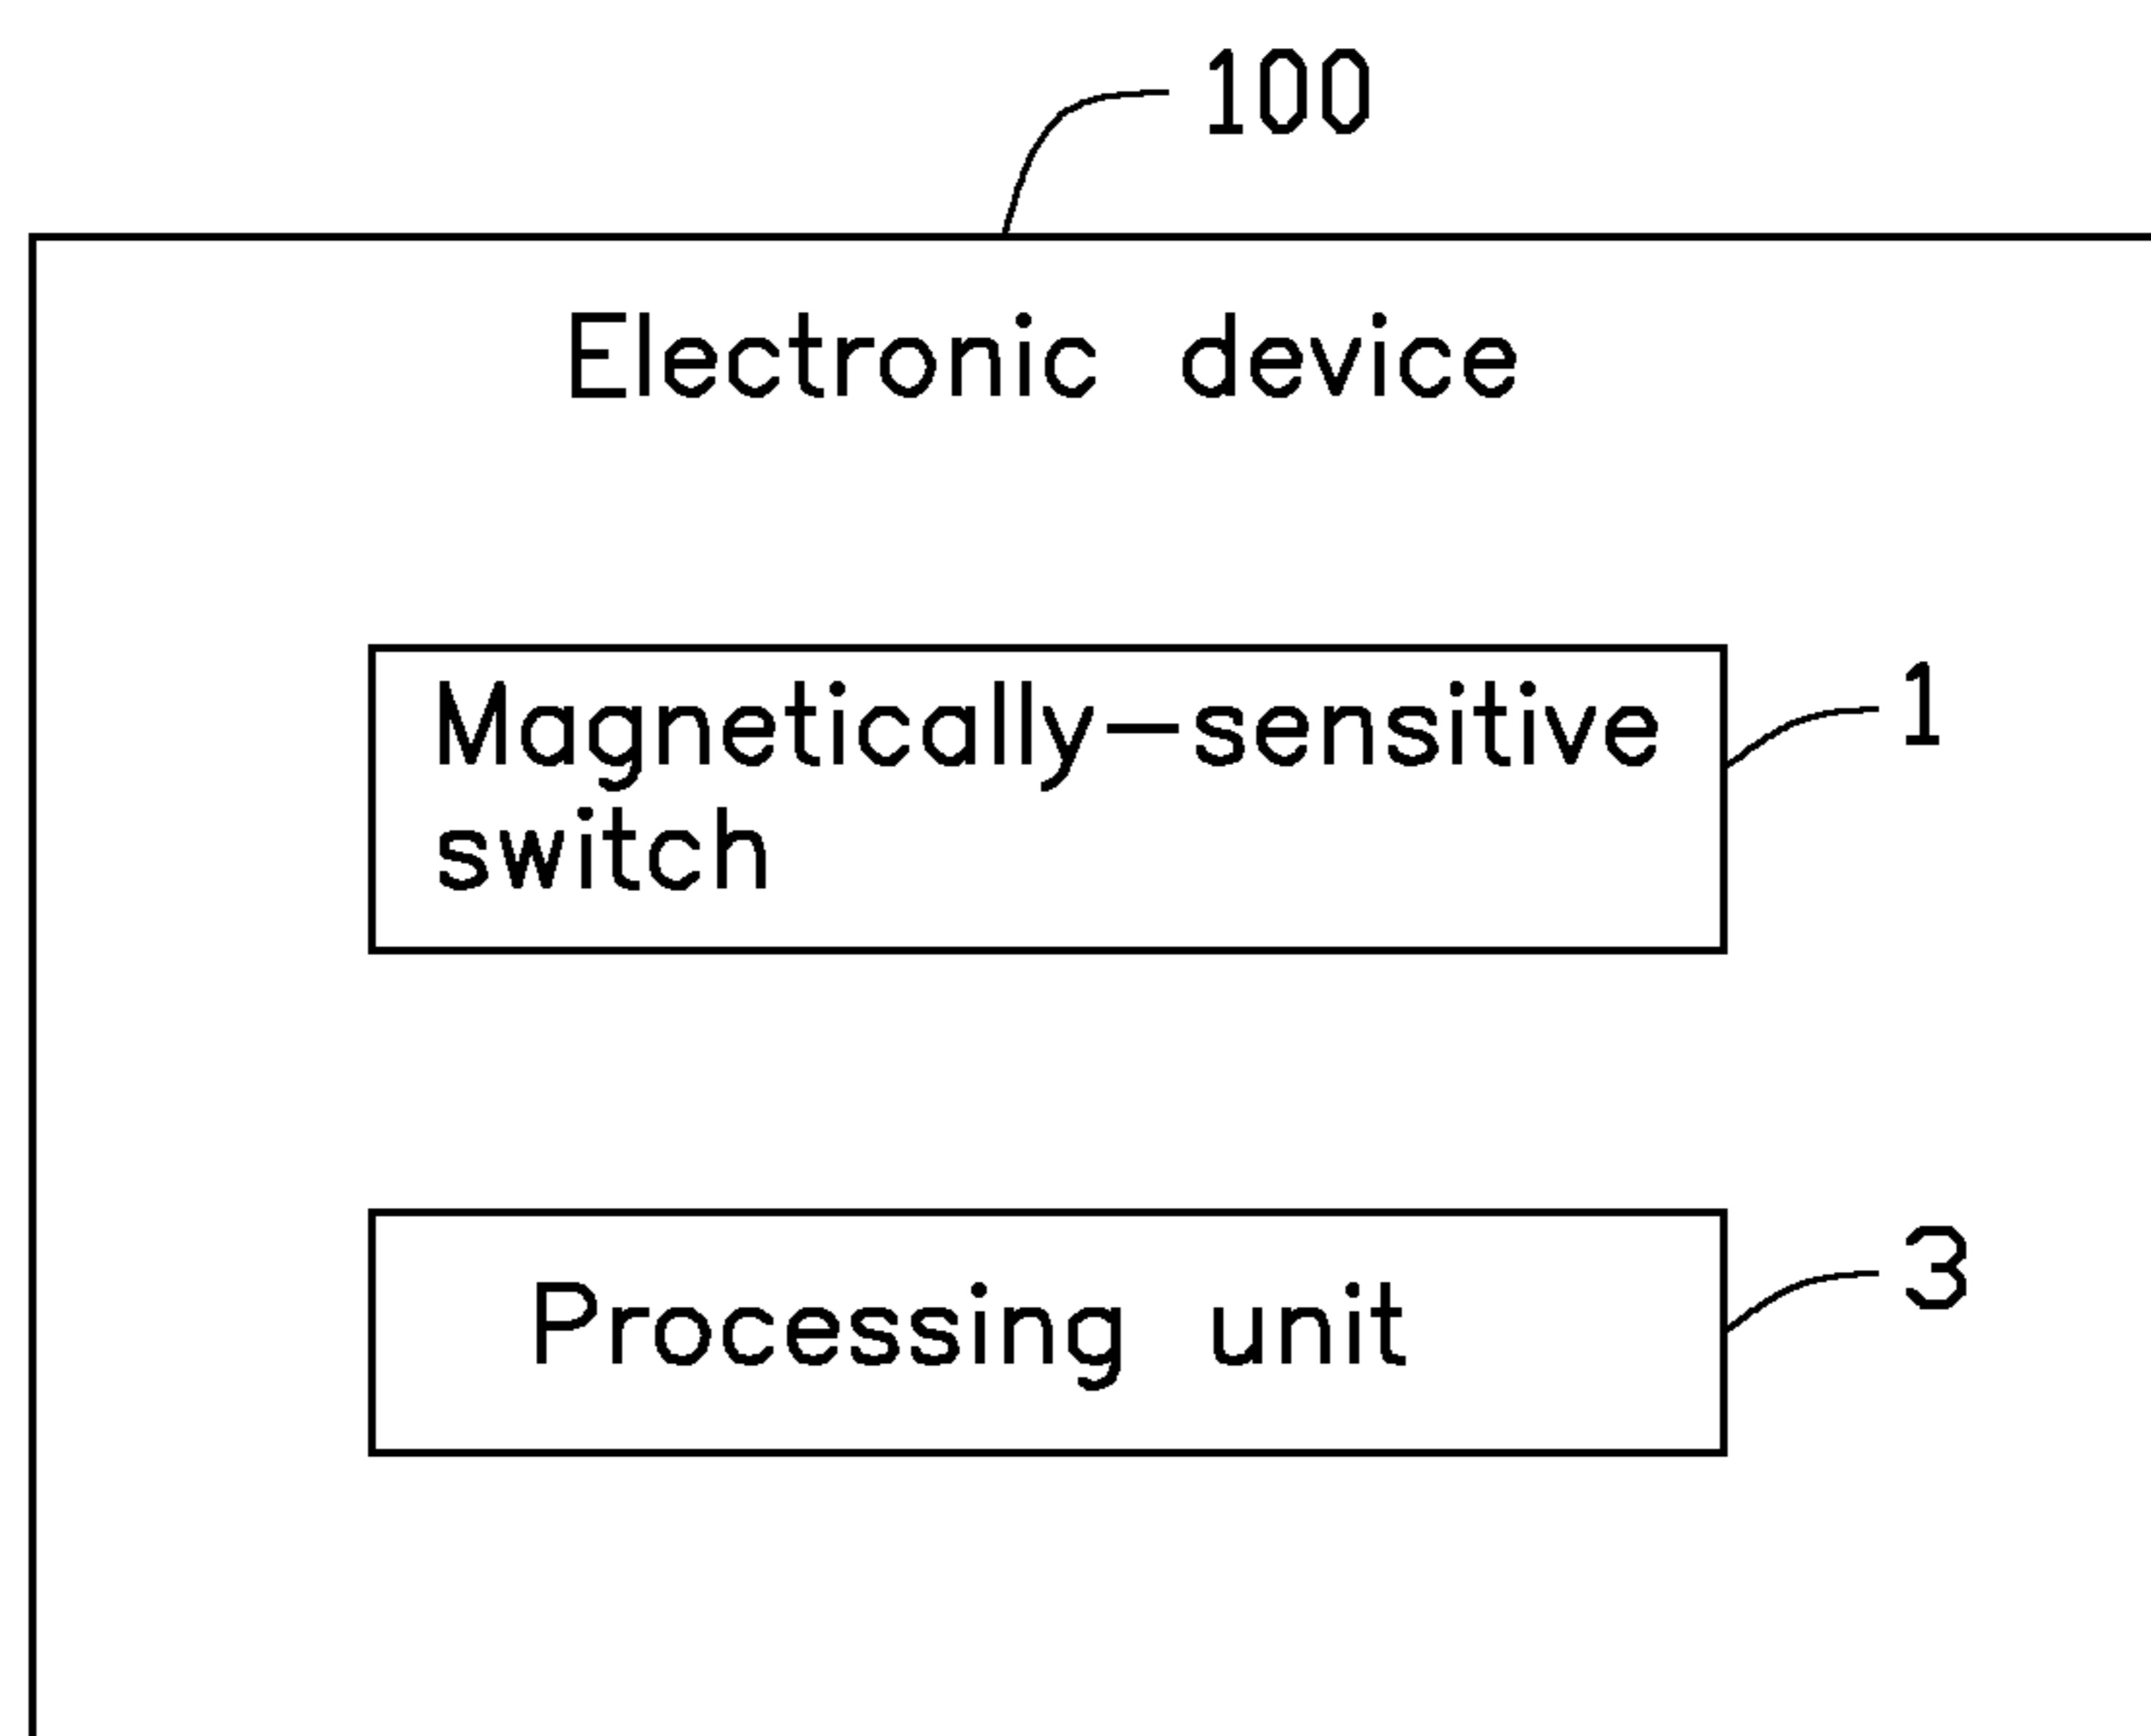 100
Electronic device
Magnetically-sensitive
switch
1
Processing unit
3